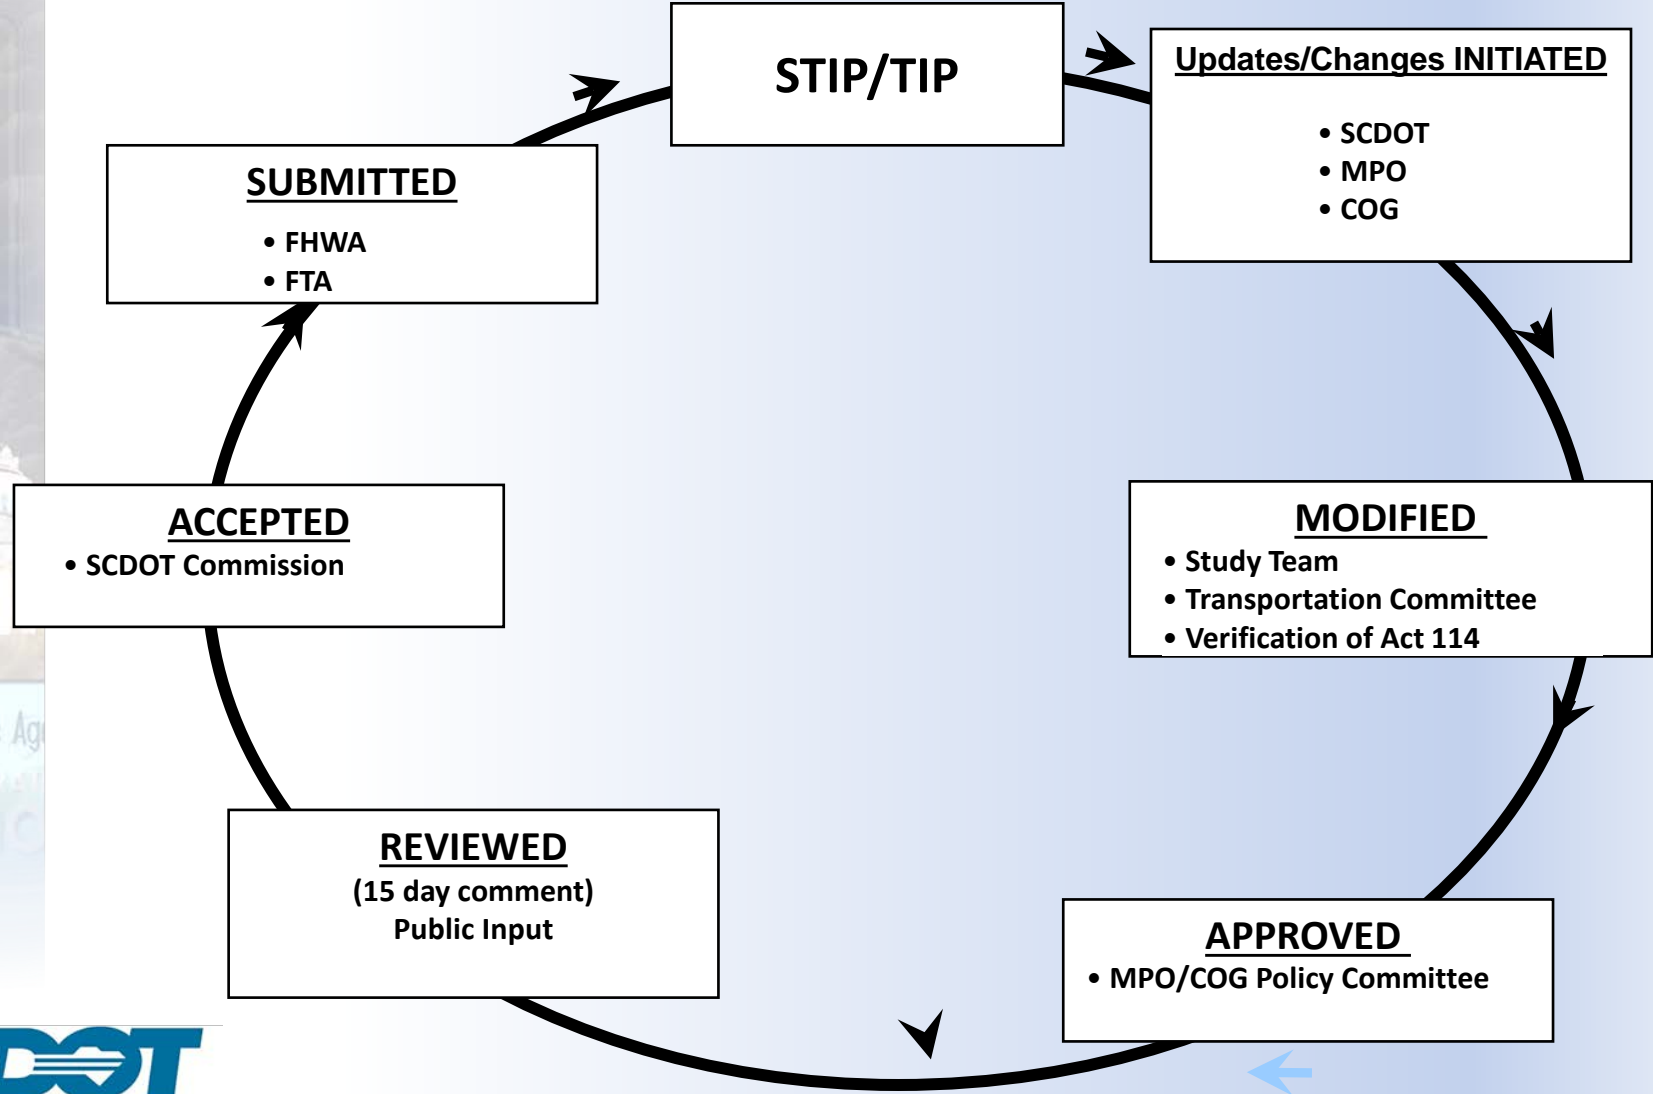 STIP/TIP
Updates/Changes INITIATED
• SCDOT
• MPO
• COG
MODIFIED
• Study Team
• Transportation Committee
• Verification of Act 114
APPROVED
• MPO/COG Policy Committee
REVIEWED
(15 day comment)
Public Input
ACCEPTED
• SCDOT Commission
SUBMITTED
• FHWA
• FTA
DOT